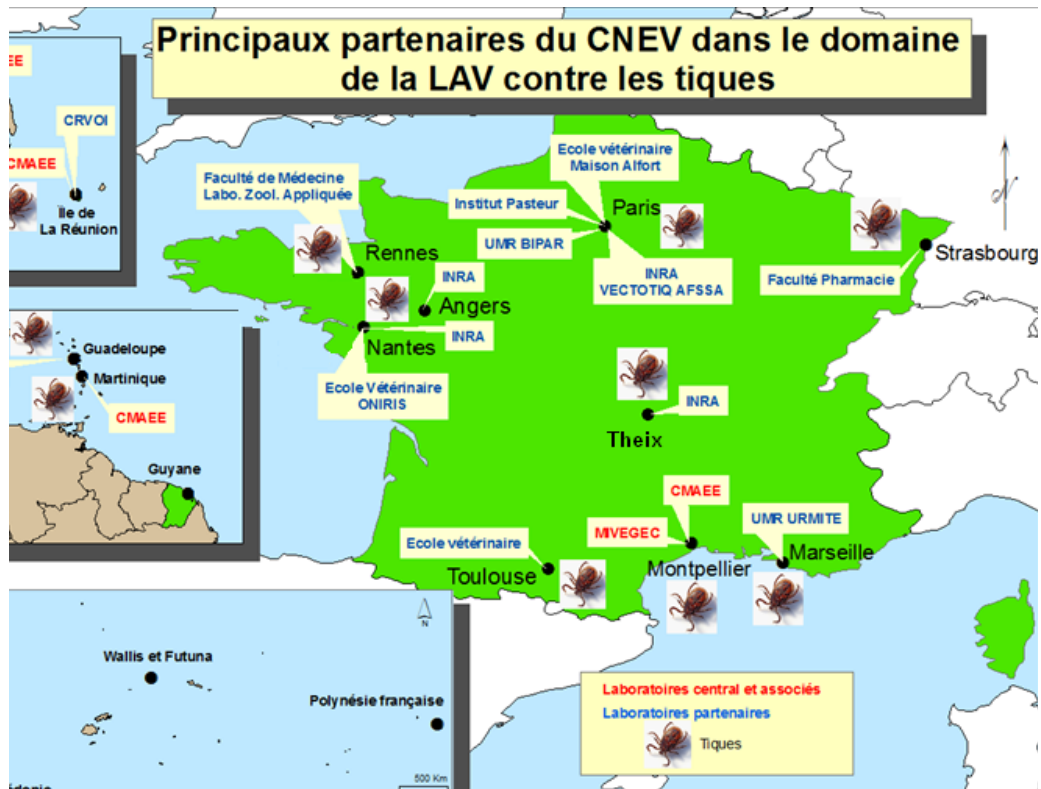 Principaux partenaires du CNEV dans le domaine
de la LAV contre les tiques
EE
CRVOI
CMAEE
Île de
La Réunion
Ecole vétérinaire
Maison Alfort
Faculté de Médecine
Labo. Zool. Appliquée
Institut Pasteur
Paris
UMR BIPAR
Rennes
INRA
VECTOTIQ AFSSA
Strasbourg
Faculté Pharmacie
INRA
Angers
Nantes
INRA
Ecole Vétérinaire
ONIRIS
Guadeloupe
Martinique
CMAEE
Guyane
INRA
Theix
CMAEE
MIVEGEC
UMR URMITE
Marseille
Montpellier
Ecole vétérinaire
Toulouse
N
N
Wallis et Futuna
Polynésie française
500 Km
Laboratoires central et associés
Laboratoires partenaires
Tiques